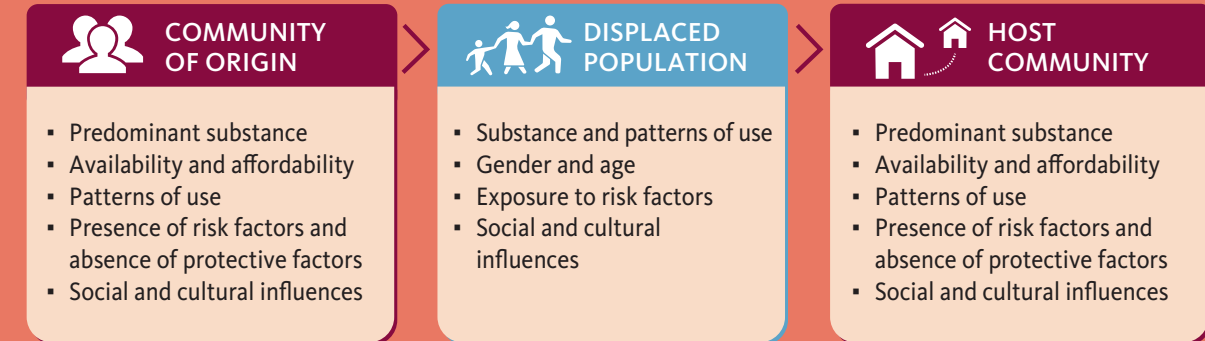 COMMUNITY
OF ORIGIN
▪ Predominant substance
▪ Availability and affordability
▪ Patterns of use
▪ Presence of risk factors and
absence of protective factors
▪ Social and cultural influences
DISPLACED
POPULATION
▪ Substance and patterns of use
▪ Gender and age
▪ Exposure to risk factors
▪ Social and cultural
influences
HOST
COMMUNITY
▪ Predominant substance
▪ Availability and affordability
▪ Patterns of use
▪ Presence of risk factors and
absence of protective factors
▪ Social and cultural influences